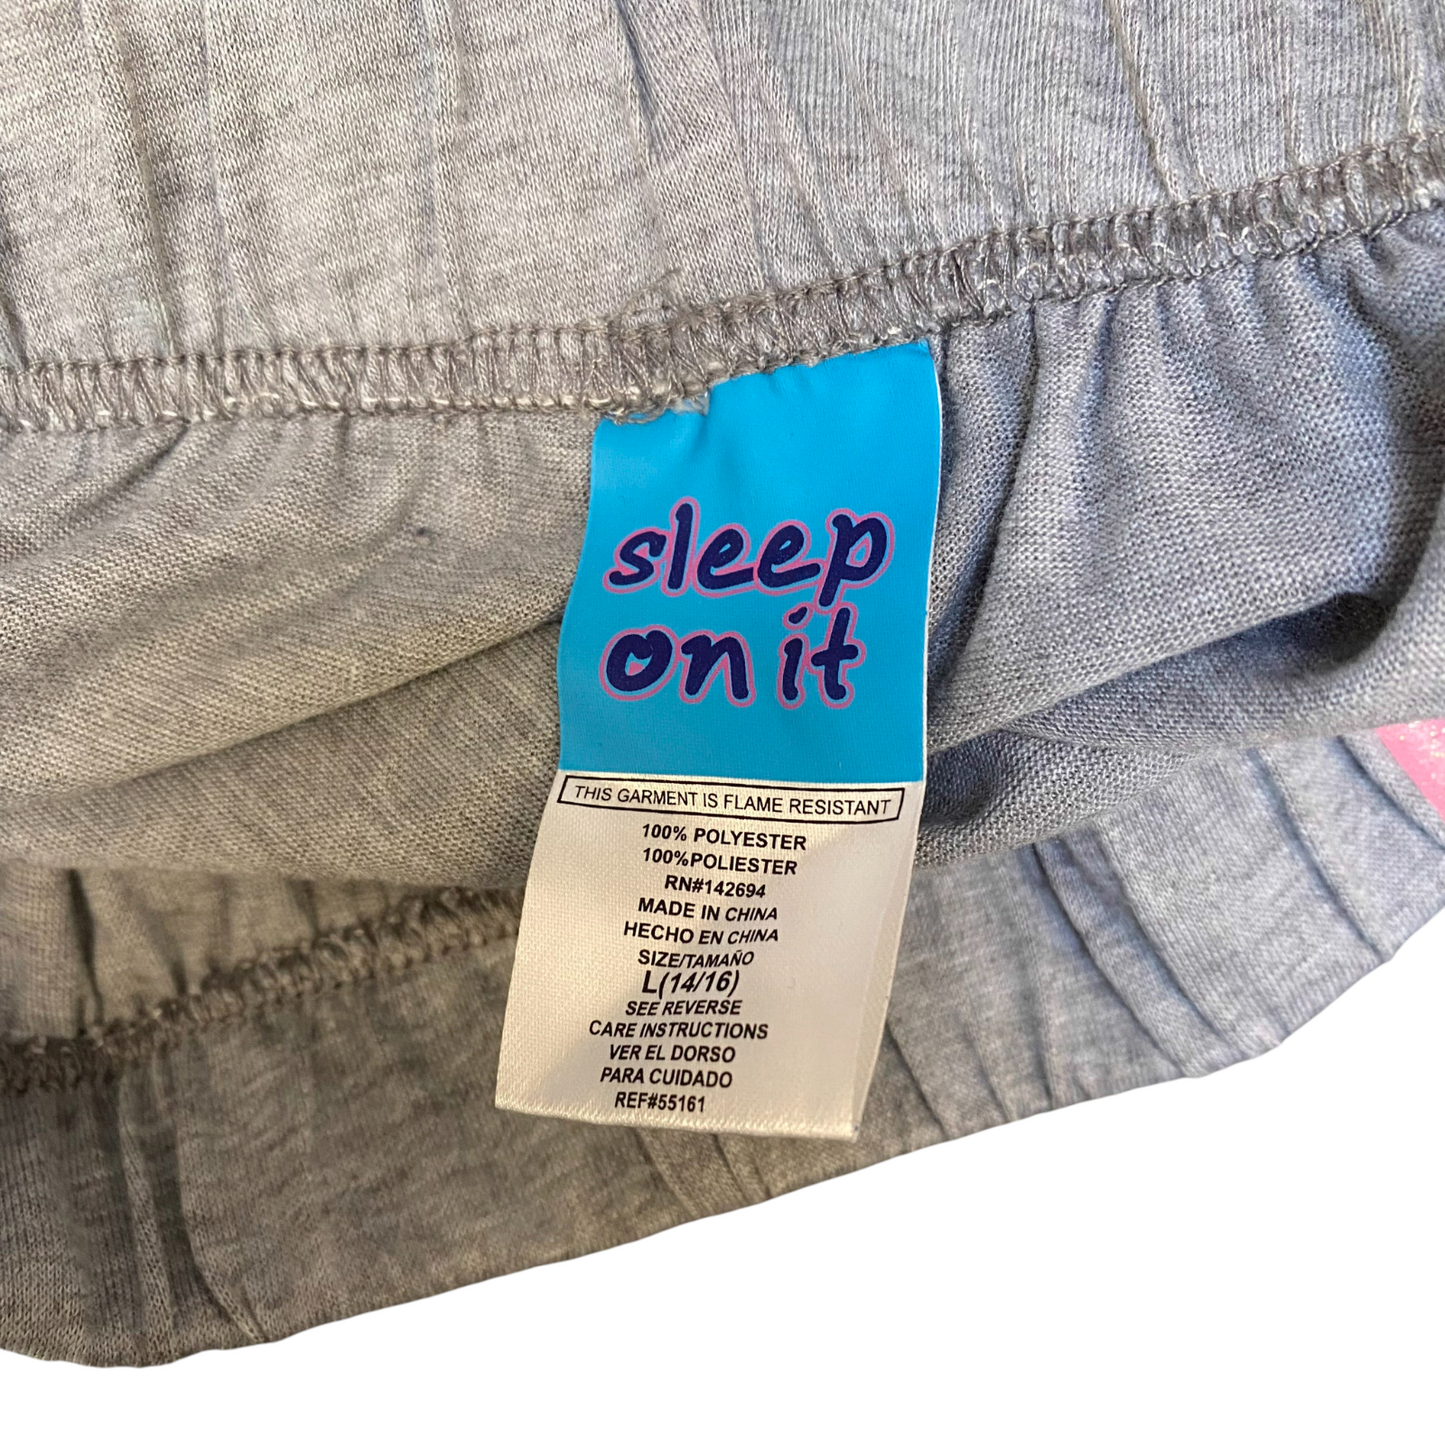 sleep
on it
THIS GARMENT IS FLAME RESISTANT
100% POLYESTER
100%POLIESTER
RN#142694
MADE IN CHINA
HECHO EN CHINA
SIZE/TAMAÑO
L(14/16)
SEE REVERSE
CARE INSTRUCTIONS
VER EL DORSO
PARA CUIDADO
REF#55161